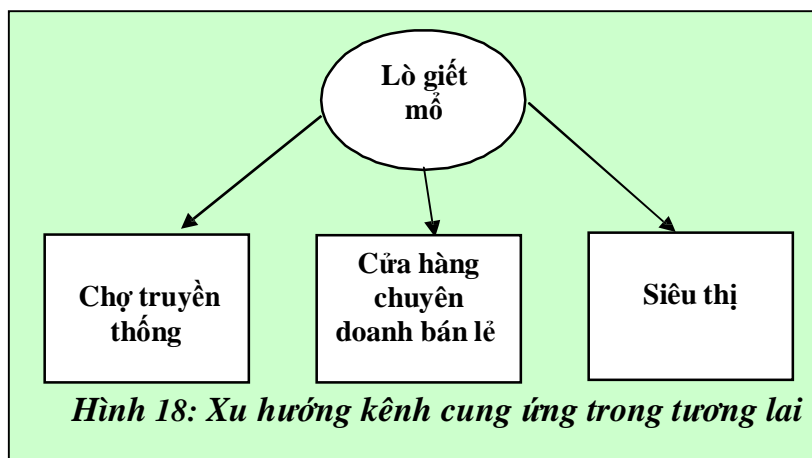 Lò giết
mổ
Chợ truyền
thống
Cửa hàng
chuyên
doanh bán lẻ
Siêu thị
Hình 18: Xu hướng kênh cung ứng trong tương lai